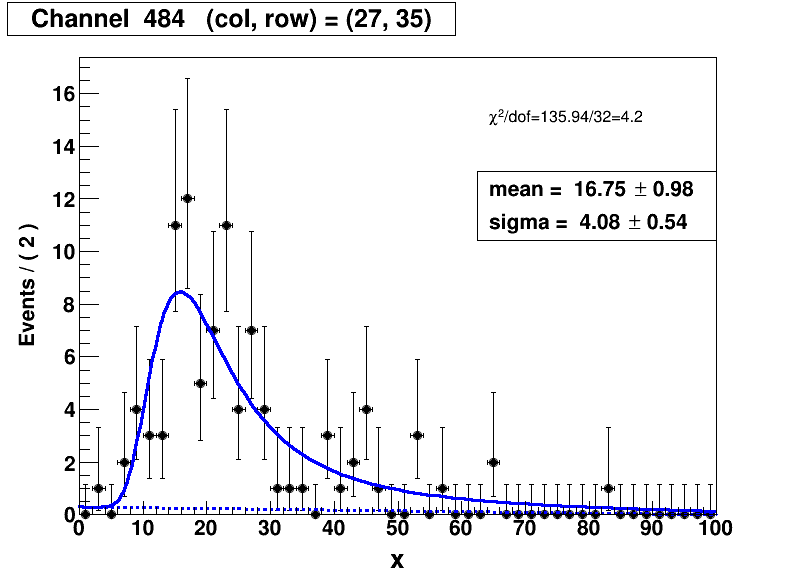 Channel  484   (col, row) = (27, 35)
χ²/dof=135.94/32=4.2
mean =  16.75 ± 0.98
sigma =  4.08 ± 0.54
Events / ( 2 )
16
14
12
10
8
6
4
2
0
0 10 20 30 40 50 60 70 80 90 100
x